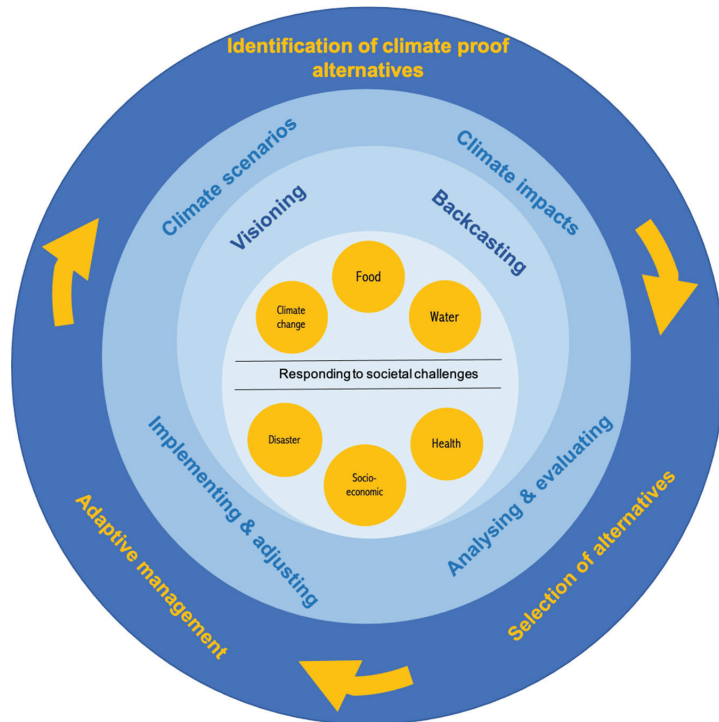 Identification of climate proof
alternatives
Climate scenarios
Climate impacts
Visioning
Backcasting
Food
Climate
change
Water
Responding to societal challenges
Disaster
Health
Socio-
economic
Implementing & adjusting
Analysing & evaluating
Adaptive management
Selection of alternatives